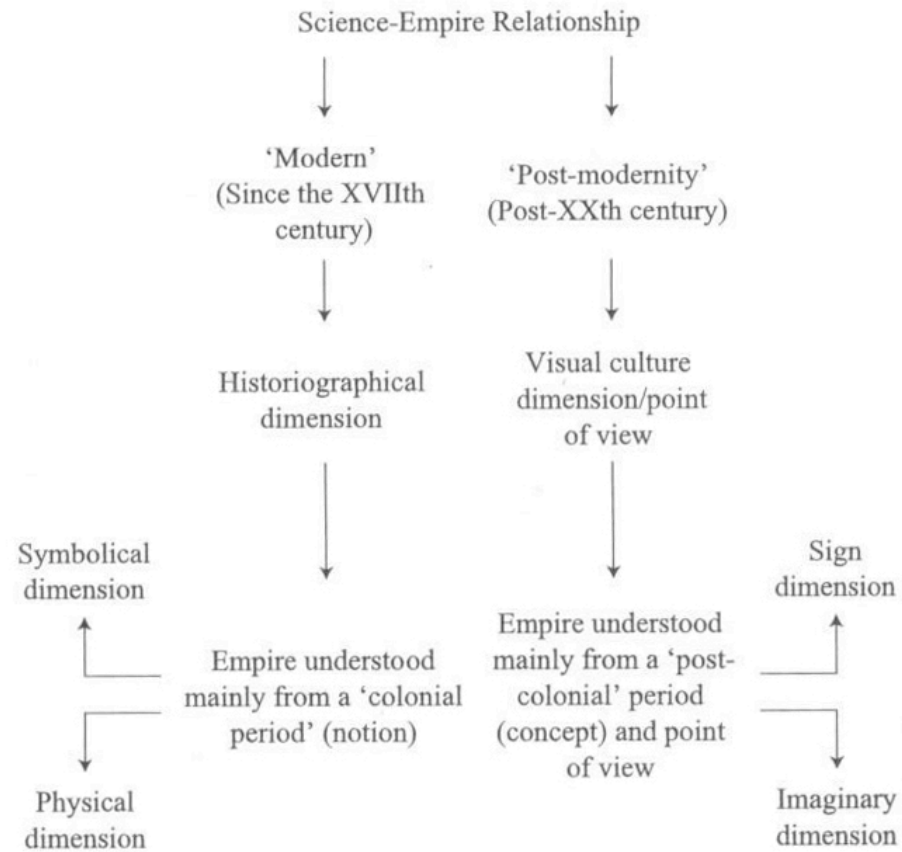 Science-Empire Relationship
‘Modern’
(Since the XVIIth
century)
‘Post-modernity’
(Post-XXth century)
Historiographical
dimension
Visual culture
dimension/point
of view
Symbolical
dimension
Sign
dimension
Empire understood
mainly from a ‘colonial
period’ (notion)
Empire understood
mainly from a ‘post-
colonial’ period
(concept) and point
of view
Physical
dimension
Imaginary
dimension